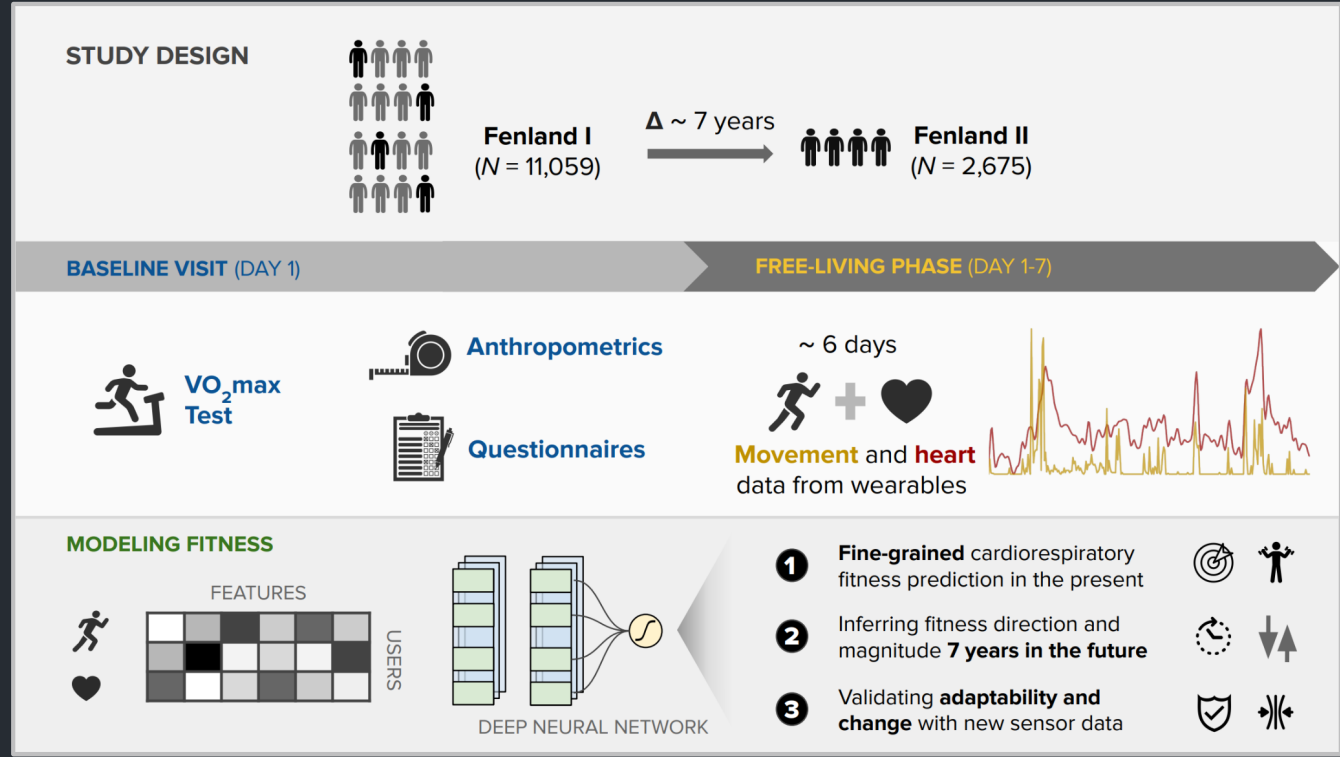 STUDY DESIGN
Fenland I
(N = 11,059)
Δ ~ 7 years
Fenland II
(N = 2,675)
BASELINE VISIT (DAY 1)
FREE-LIVING PHASE (DAY 1-7)
VO2max
Test
Anthropometrics
Questionnaires
~ 6 days
Movement and heart
data from wearables
MODELING FITNESS
FEATURES
USERS
DEEP NEURAL NETWORK
1
Fine-grained cardiorespiratory
fitness prediction in the present
2
Inferring fitness direction and
magnitude 7 years in the future
3
Validating adaptability and
change with new sensor data